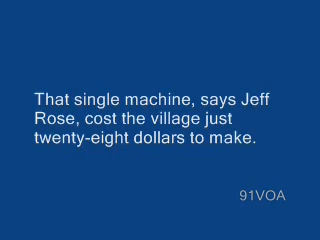 That single machine, says Jeff
Rose, cost the village just
twenty-eight dollars to make.
91VOA